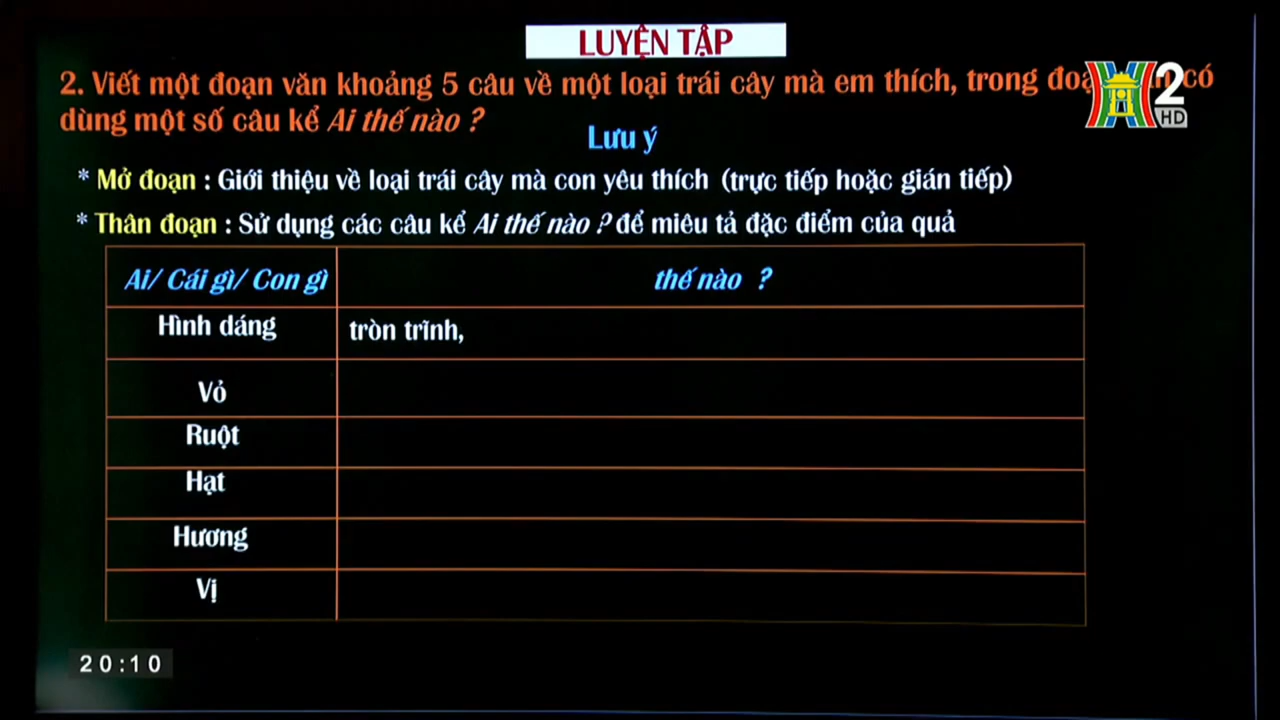 LUYỆN TẬP
2. Viết một đoạn văn khoảng 5 câu về một loại trái cây mà em thích, trong có
dùng một số câu kể Ai thế nào ?
Lưu ý
* Mở đoạn : Giới thiệu về loại trái cây mà con yêu thích (trực tiếp hoặc gián tiếp)
* Thân đoạn : Sử dụng các câu kể Ai thế nào ? để miêu tả đặc điểm của quả
Ai/ Cái gì/ Con gì thế nào ?
Hình dáng tròn trĩnh,
Vỏ
Ruột
Hạt
Hương
Vị
2
HD
20:10